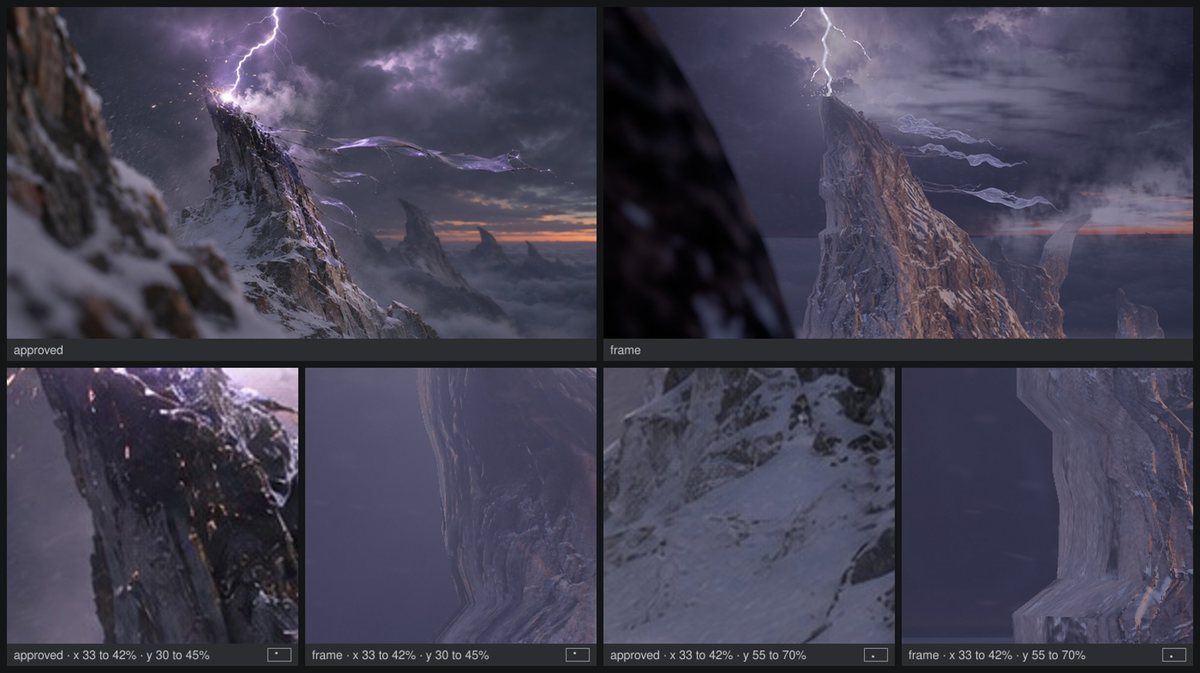 approved
frame
approved · x 33 to 42% · y 30 to 45%
frame · x 33 to 42% · y 30 to 45%
approved · x 33 to 42% · y 55 to 70%
frame · x 33 to 42% · y 55 to 70%